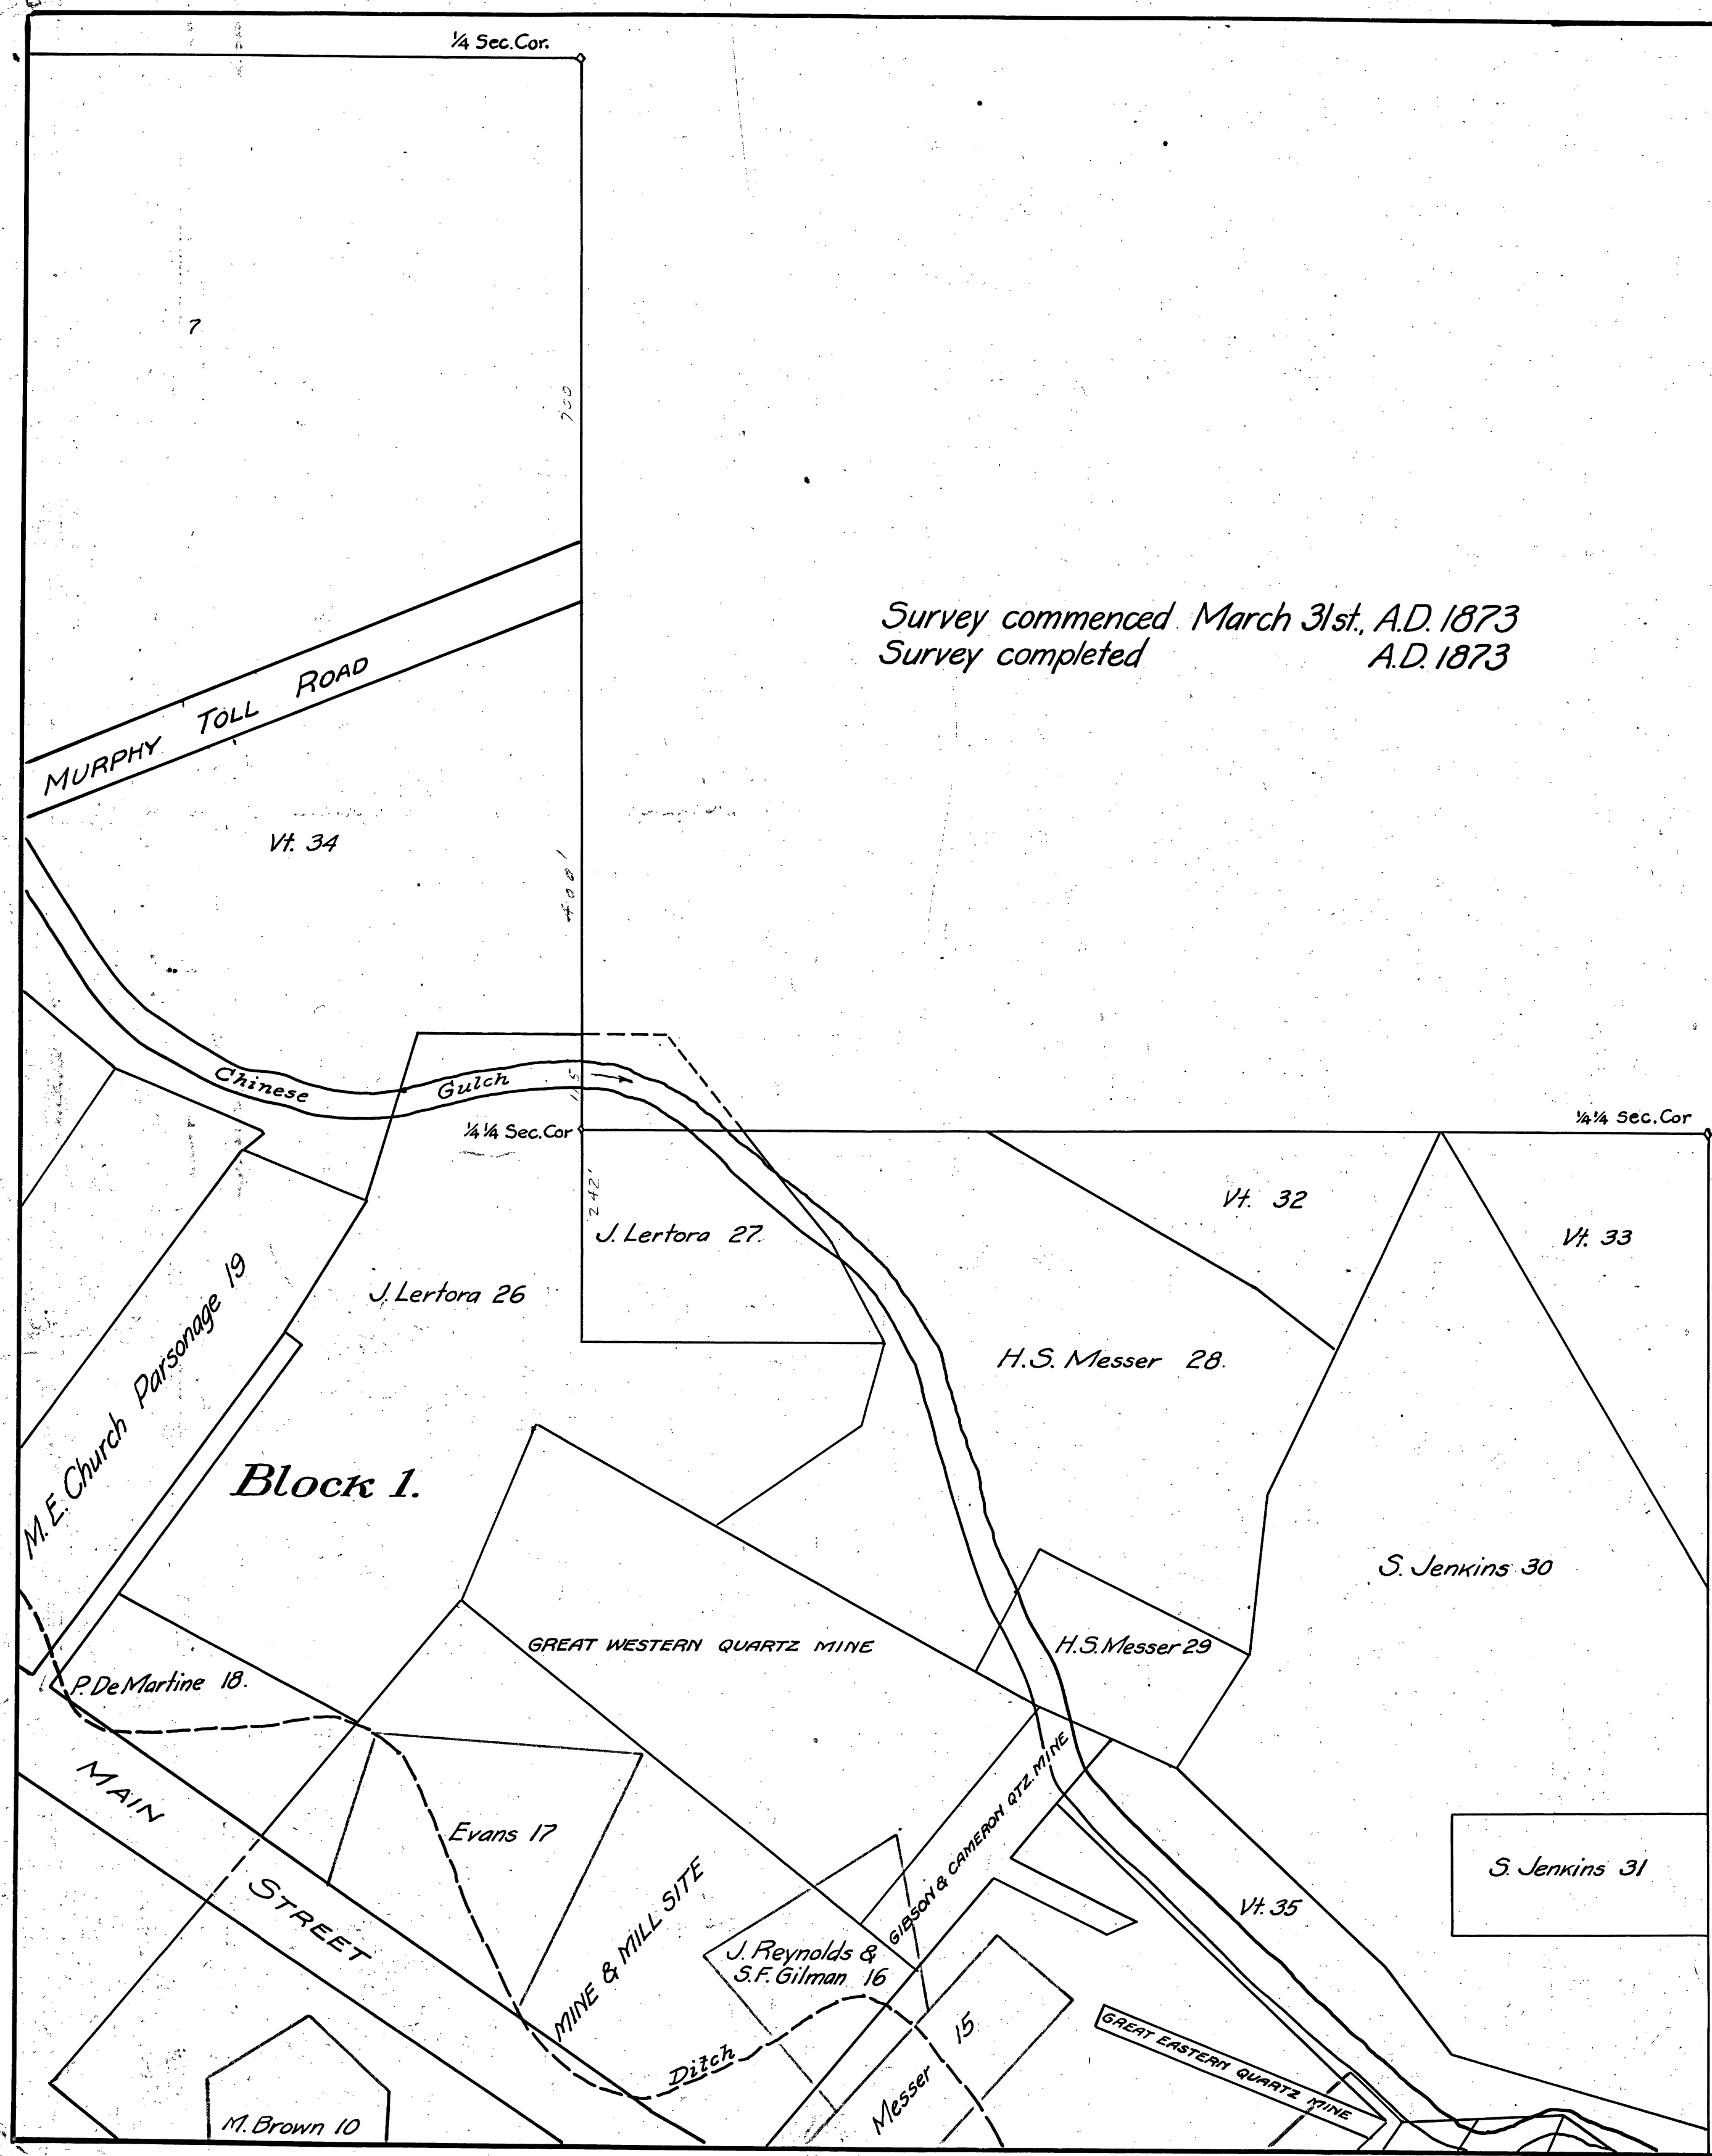 1/4 Sec. Cor.
7
700
Survey commenced March 31st., A.D. 1873
Survey completed A.D. 1873
MURPHY TOLL ROAD
Vt. 34
400'
Chinese Gulch
115
1/4 1/4 Sec. Cor
1/4 1/4 Sec. Cor
242'
Vt. 32
Vt. 33
J. Lertora 27.
J. Lertora 26
M.E. Church Parsonage 19
H.S. Messer 28.
Block 1.
S. Jenkins 30
GREAT WESTERN QUARTZ MINE
H.S. Messer 29
P. De Martine 18.
MAIN STREET
Evans 17
MINE & MILL SITE
GIBSON & CAMERON QTZ. MINE
S. Jenkins 31
Vt. 35
J. Reynolds &
S.F. Gilman 16
Ditch
Messer 15
GREAT EASTERN QUARTZ MINE
M. Brown 10